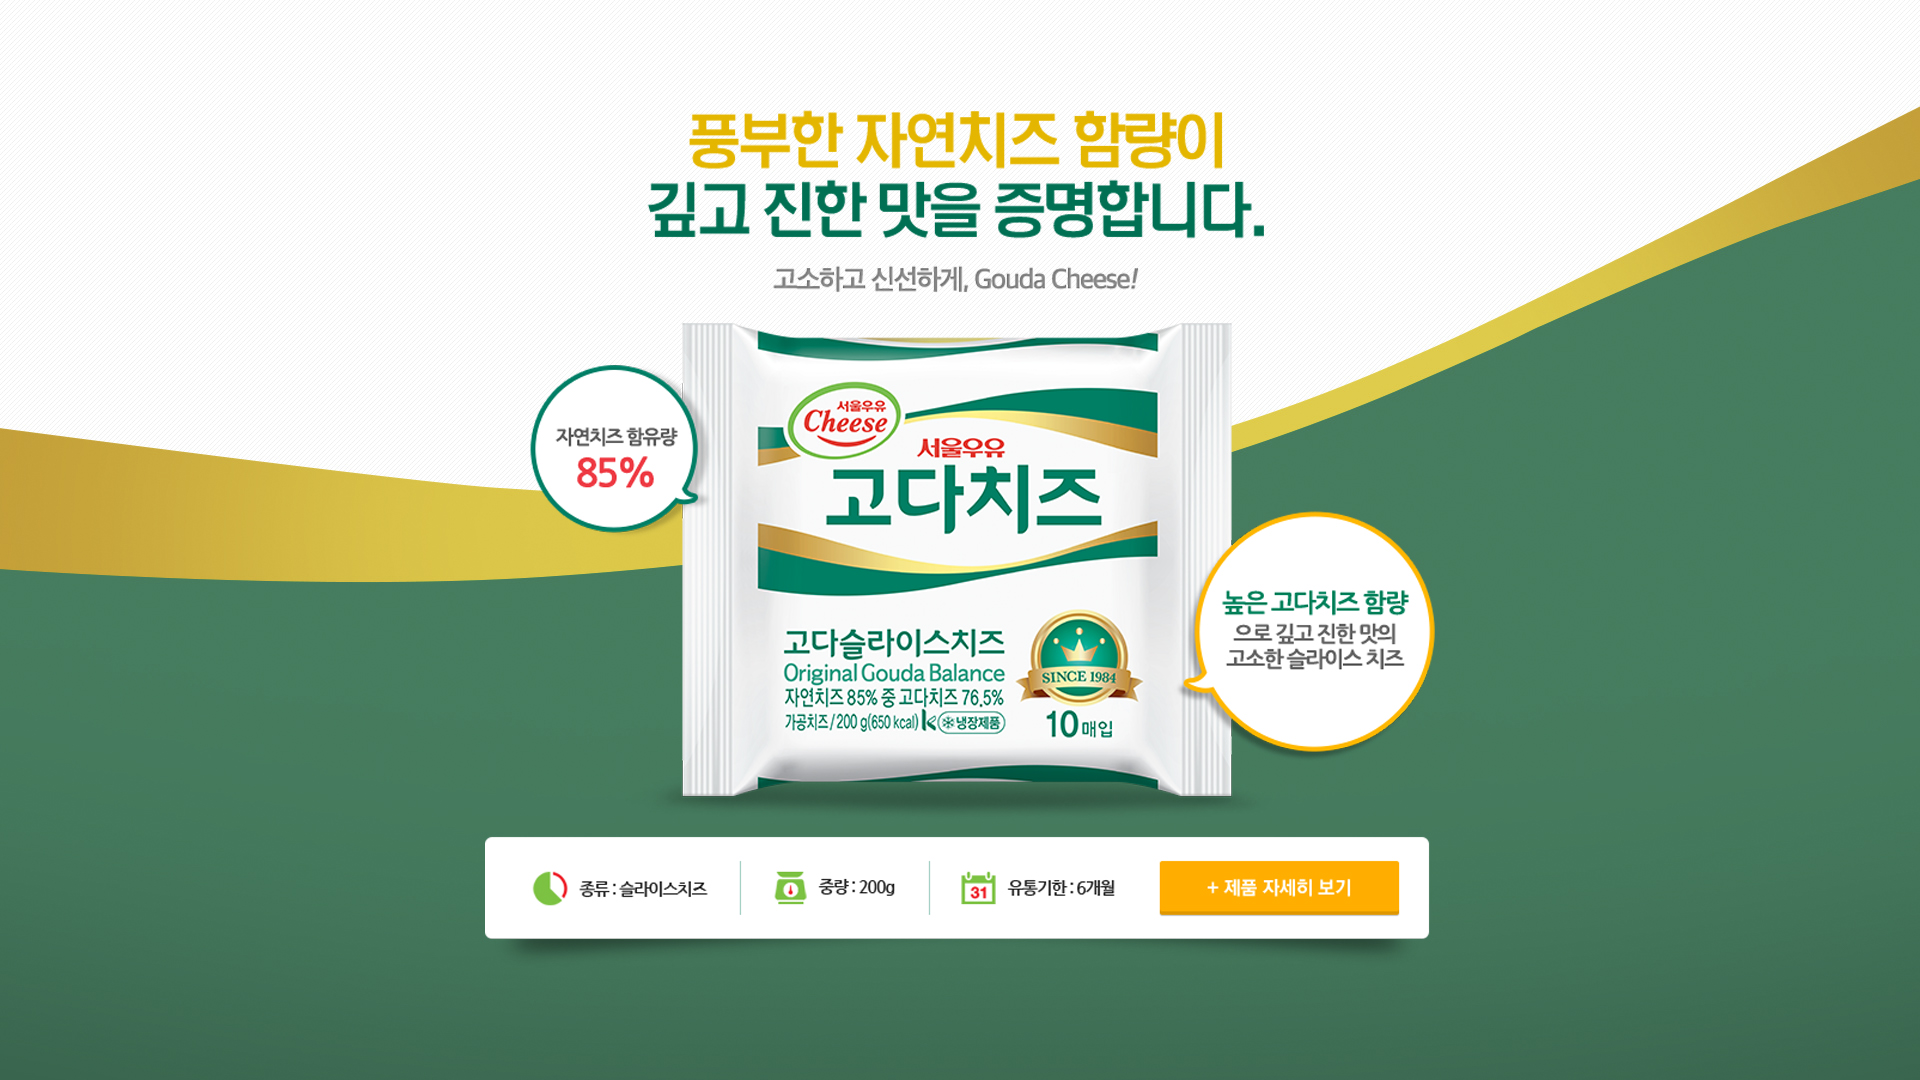 풍부한 자연치즈 함량이
깊고 진한 맛을 증명합니다.
고소하고 신선하게, Gouda Cheese!
자연치즈 함유량
85%
서울우유
Cheese
서울우유
고다치즈
고다슬라이스치즈
Original Gouda Balance
자연치즈 85% 중 고다치즈 76.5%
가공치즈/200 g(650 kcal) k 냉장제품
SINCE 1984
10매입
높은 고다치즈 함량
으로 깊고 진한 맛의
고소한 슬라이스 치즈
종류 : 슬라이스치즈
중량 : 200g
31
유통기한 : 6개월
+ 제품 자세히 보기